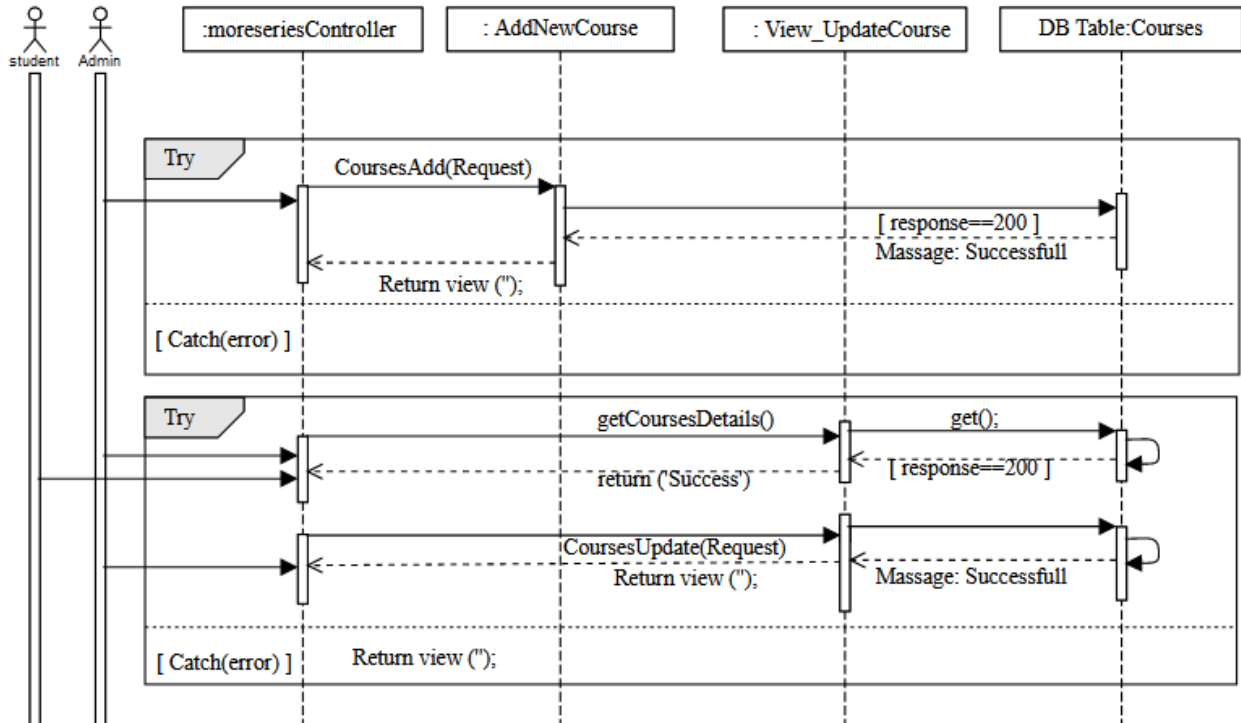 student
Admin
:moreseriesController
: AddNewCourse
: View_UpdateCourse
DB Table:Courses
Try
CoursesAdd(Request)
[ response==200 ]
Massage: Successfull
Return view ('');
[ Catch(error) ]
Try
getCoursesDetails()
get();
[ response==200 ]
return ('Success')
CoursesUpdate(Request)
Return view ('');
Massage: Successfull
[ Catch(error) ]
Return view ('');